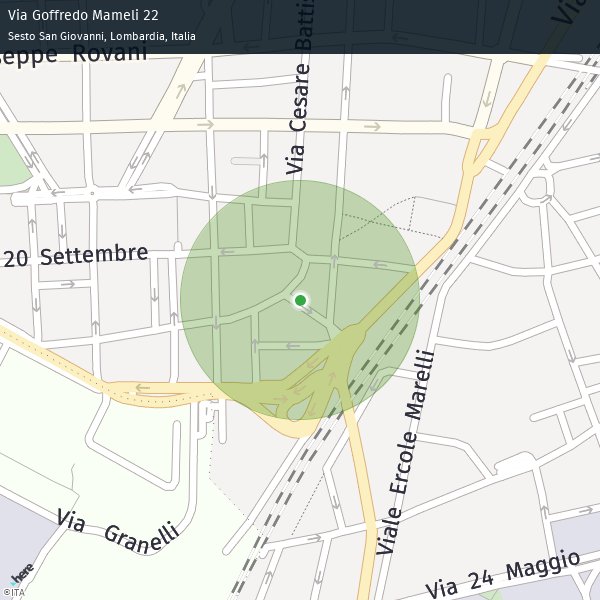 Via Goffredo Mameli 22
Sesto San Giovanni, Lombardia, Italia
seppe Rovani
Via
Via Cesare Battis
20 Settembre
Viale Ercole Marelli
Via Granelli
Via 24 Maggio
here
©ITA